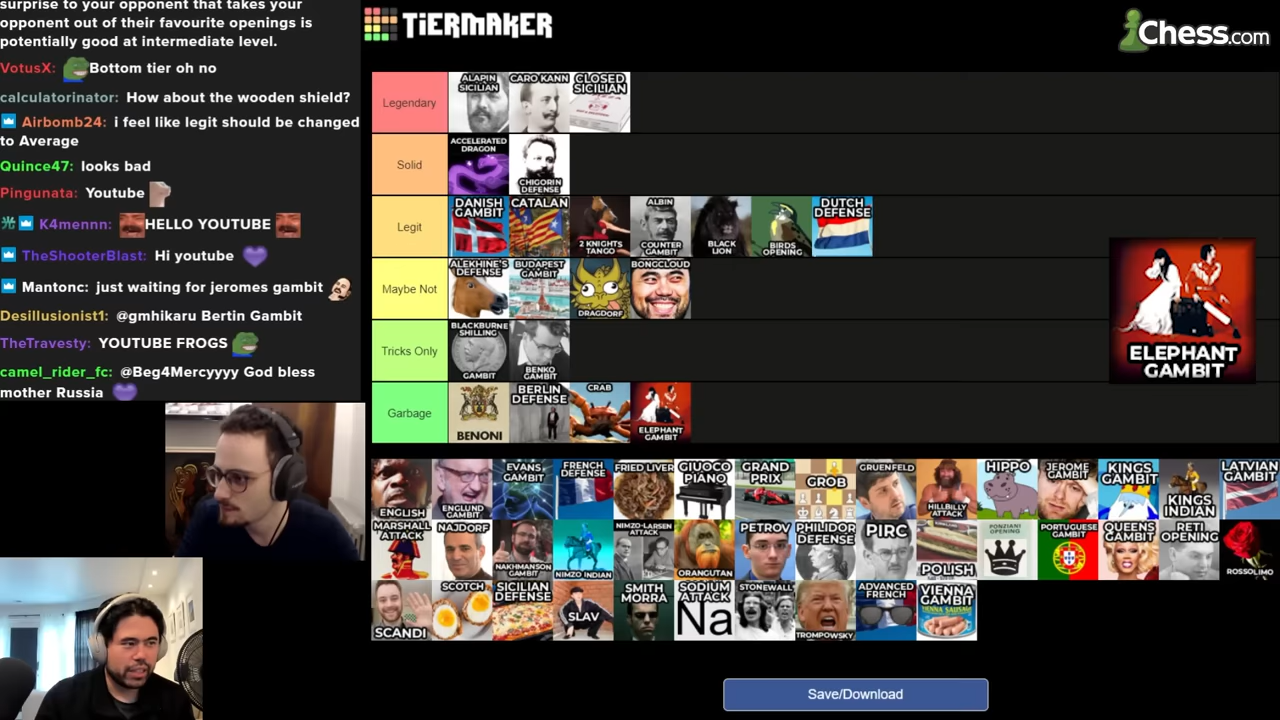 surprise to your opponent that takes your
opponent out of their favourite openings is
potentially good at intermediate level.
VotusX: Bottom tier oh no
calculatorinator: How about the wooden shield?
Airbomb24: i feel like legit should be changed
to Average
Quince47: looks bad
Pingunata: Youtube
K4mennn: HELLO YOUTUBE
TheShooterBlast: Hi youtube
Mantonc: just waiting for jeromes gambit
Desillusionist1: @gmhikaru Bertin Gambit
TheTravesty: YOUTUBE FROGS
camel_rider_fc: @Beg4Mercyyyy God bless
mother Russia
TiERMAKER
Chess.com
Legendary
ALAPIN
SICILIAN
CARO KANN
CLOSED
SICILIAN
Solid
ACCELERATED
DRAGON
CHIGORIN
DEFENSE
Legit
DANISH
GAMBIT
CATALAN
2 KNIGHTS
TANGO
ALBIN
COUNTER
GAMBIT
BLACK
LION
BIRDS
OPENING
DUTCH
DEFENSE
Maybe Not
ALEKHINE'S
DEFENSE
BUDAPEST
GAMBIT
DRAGDORF
BONGCLOUD
Tricks Only
BLACKBURNE
SHILLING
GAMBIT
BENKO
GAMBIT
Garbage
BENONI
BERLIN
DEFENSE
CRAB
ELEPHANT
GAMBIT
ELEPHANT
GAMBIT
ENGLISH
ENGLUND
GAMBIT
EVANS
GAMBIT
FRENCH
DEFENSE
FRIED LIVER
GIUOCO
PIANO
GRAND
PRIX
GROB
GRUENFELD
HILLBILLY
ATTACK
HIPPO
JEROME
GAMBIT
KINGS
GAMBIT
KINGS
INDIAN
LATVIAN
GAMBIT
MARSHALL
ATTACK
NAJDORF
NAKHMANSON
GAMBIT
NIMZO INDIAN
NIMZO-LARSEN
ATTACK
ORANGUTAN
PETROV
PHILIDOR
DEFENSE
PIRC
POLISH
PONZIANI
OPENING
PORTUGUESE
GAMBIT
QUEENS
GAMBIT
RETI
OPENING
ROSSOLIMO
SCANDI
SCOTCH
SICILIAN
DEFENSE
SLAV
SMITH
MORRA
SODIUM
ATTACK
Na
STONEWALL
TROMPOWSKY
ADVANCED
FRENCH
VIENNA
GAMBIT
VIENNA SAUSAGE
Save/Download